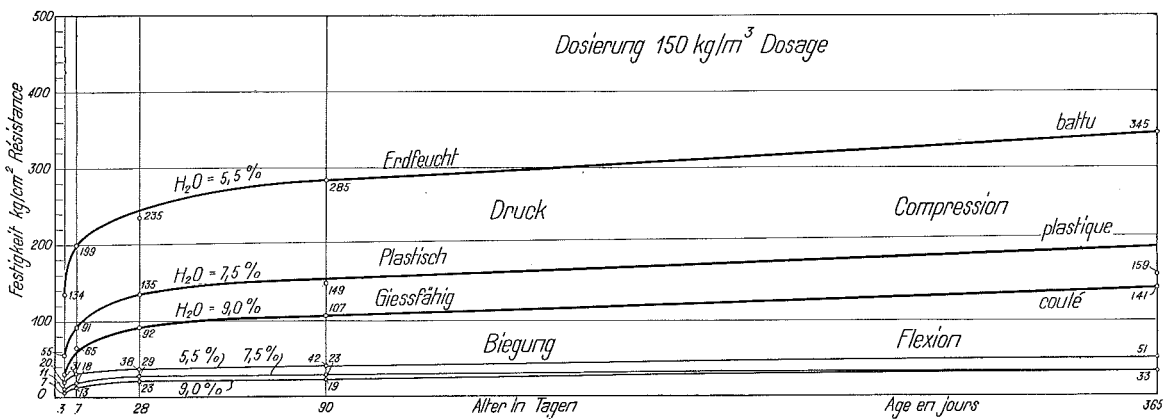 500
Dosierung 150 kg/m³ Dosage
400
Festigkeit kg/cm² Résistance
300
200
100
0
H₂O = 5,5 %
Erdfeucht
battu
345
285
235
199
134
Druck
Compression
H₂O = 7,5 %
Plastisch
plastique
159
149
135
91
55
H₂O = 9,0 %
Giessfähig
coulé
141
107
92
65
Biegung
Flexion
5,5 %) 7,5 %)
9,0 %)
20
11
7
31
18
13
38 29
23
42 23
19
51
33
3 7 28 90 Alter in Tagen Age en jours 365